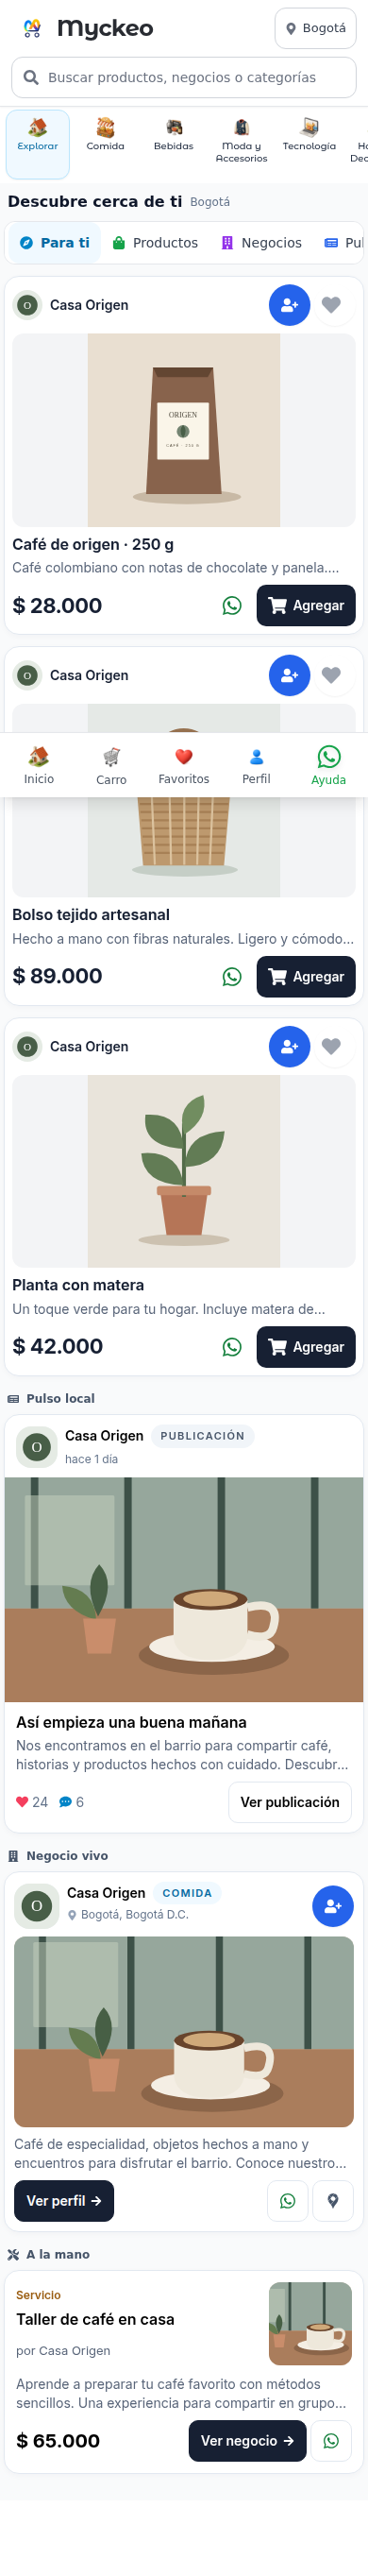 Myckeo
Bogotá
Buscar productos, negocios o categorías
Explorar
Comida
Bebidas
Moda y
Accesorios
Tecnología
Descubre cerca de ti Bogotá
Para ti
Productos
Negocios
Casa Origen
ORIGEN
CAFÉ · 250 G
Café de origen · 250 g
Café colombiano con notas de chocolate y panela....
$ 28.000
Agregar
Casa Origen
Inicio
Carro
Favoritos
Perfil
Ayuda
Bolso tejido artesanal
Hecho a mano con fibras naturales. Ligero y cómodo...
$ 89.000
Agregar
Casa Origen
Planta con matera
Un toque verde para tu hogar. Incluye matera de...
$ 42.000
Agregar
Pulso local
Casa Origen PUBLICACIÓN
hace 1 día
Así empieza una buena mañana
Nos encontramos en el barrio para compartir café,
historias y productos hechos con cuidado. Descubr...
24 6
Ver publicación
Negocio vivo
Casa Origen COMIDA
Bogotá, Bogotá D.C.
Café de especialidad, objetos hechos a mano y
encuentros para disfrutar el barrio. Conoce nuestro...
Ver perfil →
A la mano
Servicio
Taller de café en casa
por Casa Origen
Aprende a preparar tu café favorito con métodos
sencillos. Una experiencia para compartir en grupo...
$ 65.000
Ver negocio →